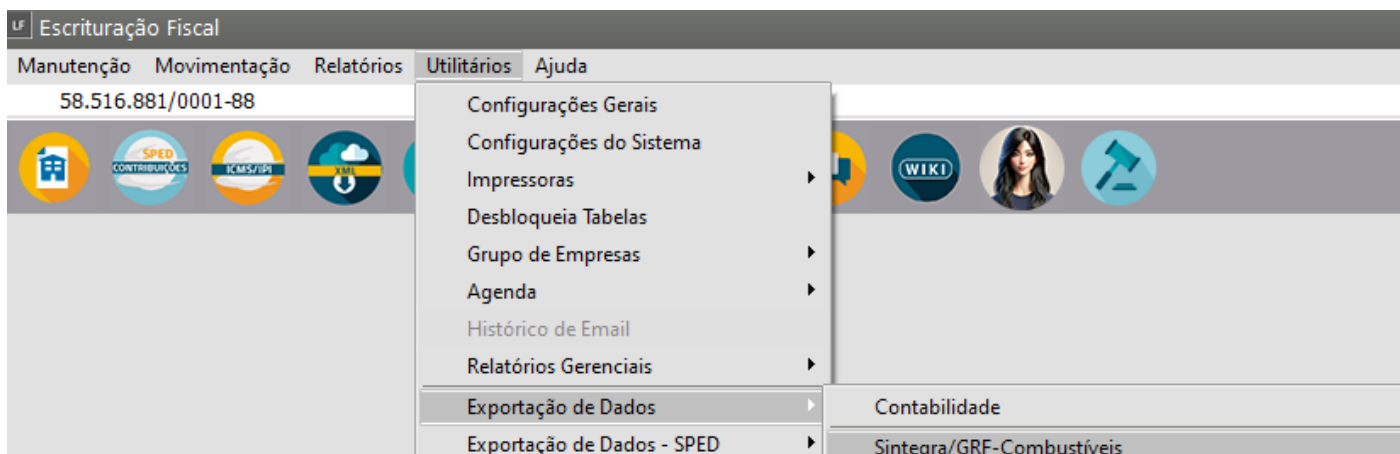 LF Escrituração Fiscal
Manutenção Movimentação Relatórios Utilitários Ajuda
58.516.881/0001-88
SPED CONTRIBUIÇÕES
ICMS/IPI
XML
WIKI
Configurações Gerais
Configurações do Sistema
Impressoras
Desbloqueia Tabelas
Grupo de Empresas
Agenda
Histórico de Email
Relatórios Gerenciais
Exportação de Dados
Contabilidade
Exportação de Dados - SPED
Sintegra/GRF-Combustíveis